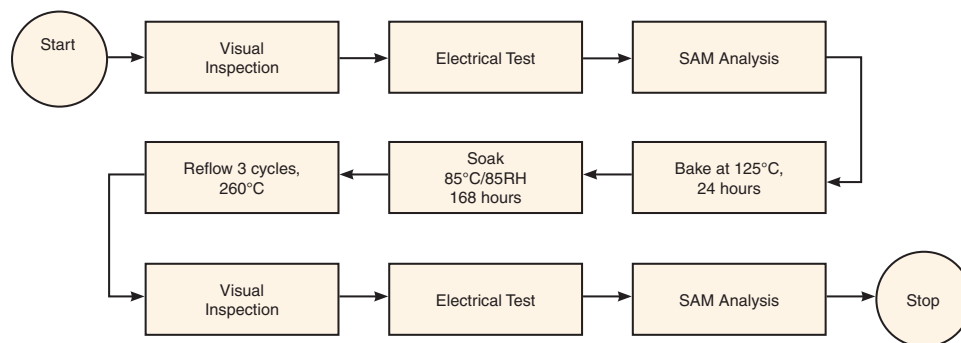 Start
Visual
Inspection
Electrical Test
SAM Analysis
Bake at 125°C,
24 hours
Soak
85°C/85RH
168 hours
Reflow 3 cycles,
260°C
Visual
Inspection
Electrical Test
SAM Analysis
Stop